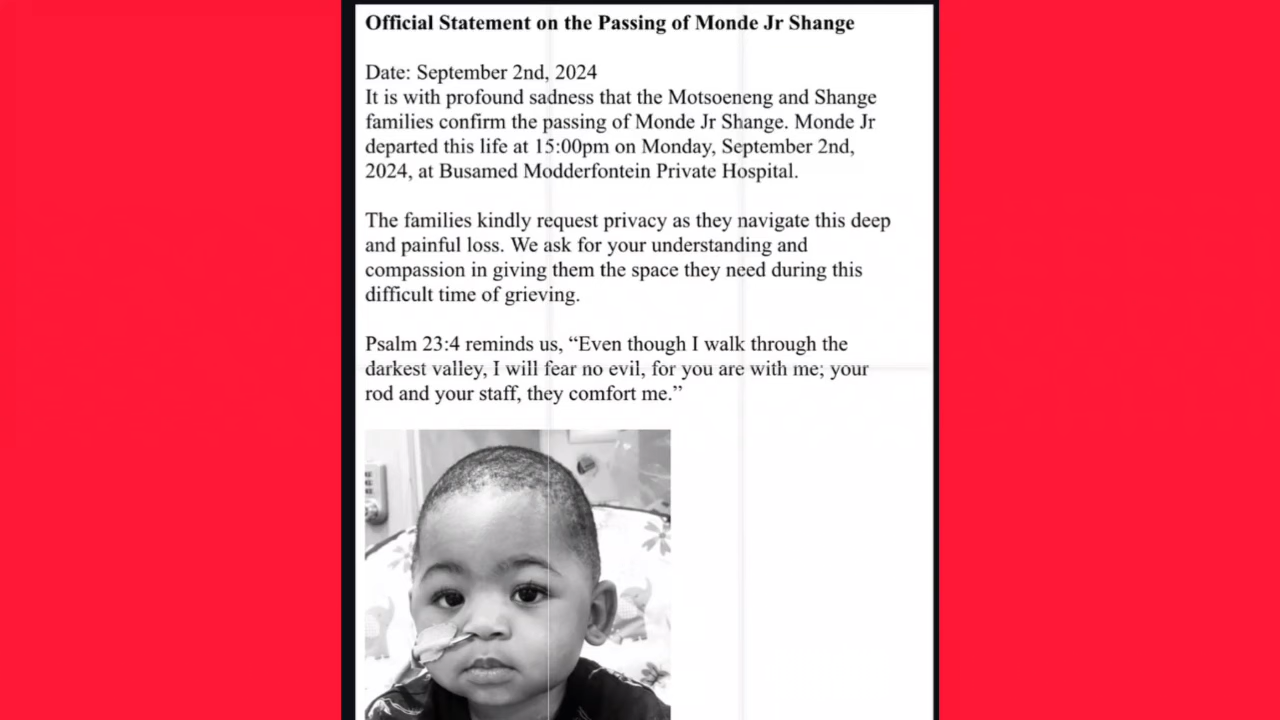 Official Statement on the Passing of Monde Jr Shange
Date: September 2nd, 2024
It is with profound sadness that the Motsoeneng and Shange
families confirm the passing of Monde Jr Shange. Monde Jr
departed this life at 15:00pm on Monday, September 2nd,
2024, at Busamed Modderfontein Private Hospital.
The families kindly request privacy as they navigate this deep
and painful loss. We ask for your understanding and
compassion in giving them the space they need during this
difficult time of grieving.
Psalm 23:4 reminds us, “Even though I walk through the
darkest valley, I will fear no evil, for you are with me; your
rod and your staff, they comfort me.”